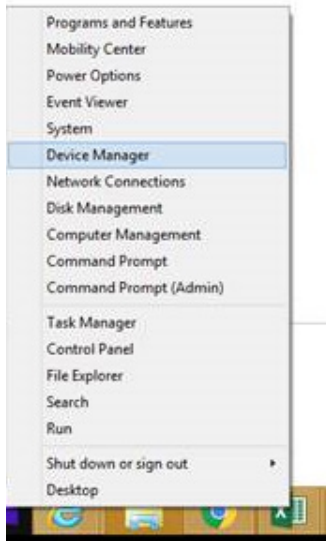 Programs and Features
Mobility Center
Power Options
Event Viewer
System
Device Manager
Network Connections
Disk Management
Computer Management
Command Prompt
Command Prompt (Admin)
Task Manager
Control Panel
File Explorer
Search
Run
Shut down or sign out
Desktop